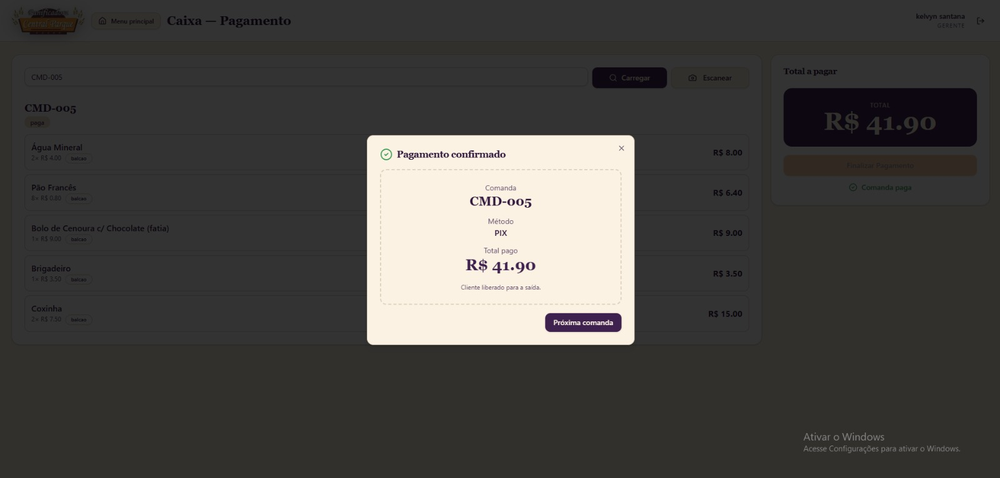 Panificadora
Central Parque
Menu principal
Caixa — Pagamento
kelvyn santana
GERENTE
CMD-005
Carregar
Escanear
CMD-005
paga
Água Mineral
2× R$ 4.00 balcao
R$ 8.00
Pão Francês
8× R$ 0.80 balcao
R$ 6.40
Bolo de Cenoura c/ Chocolate (fatia)
1× R$ 9.00 balcao
R$ 9.00
Brigadeiro
1× R$ 3.50 balcao
R$ 3.50
Coxinha
2× R$ 7.50 balcao
R$ 15.00
Total a pagar
TOTAL
R$ 41.90
Finalizar Pagamento
Comanda paga
Pagamento confirmado
Comanda
CMD-005
Método
PIX
Total pago
R$ 41.90
Cliente liberado para a saída.
Próxima comanda
Ativar o Windows
Acesse Configurações para ativar o Windows.